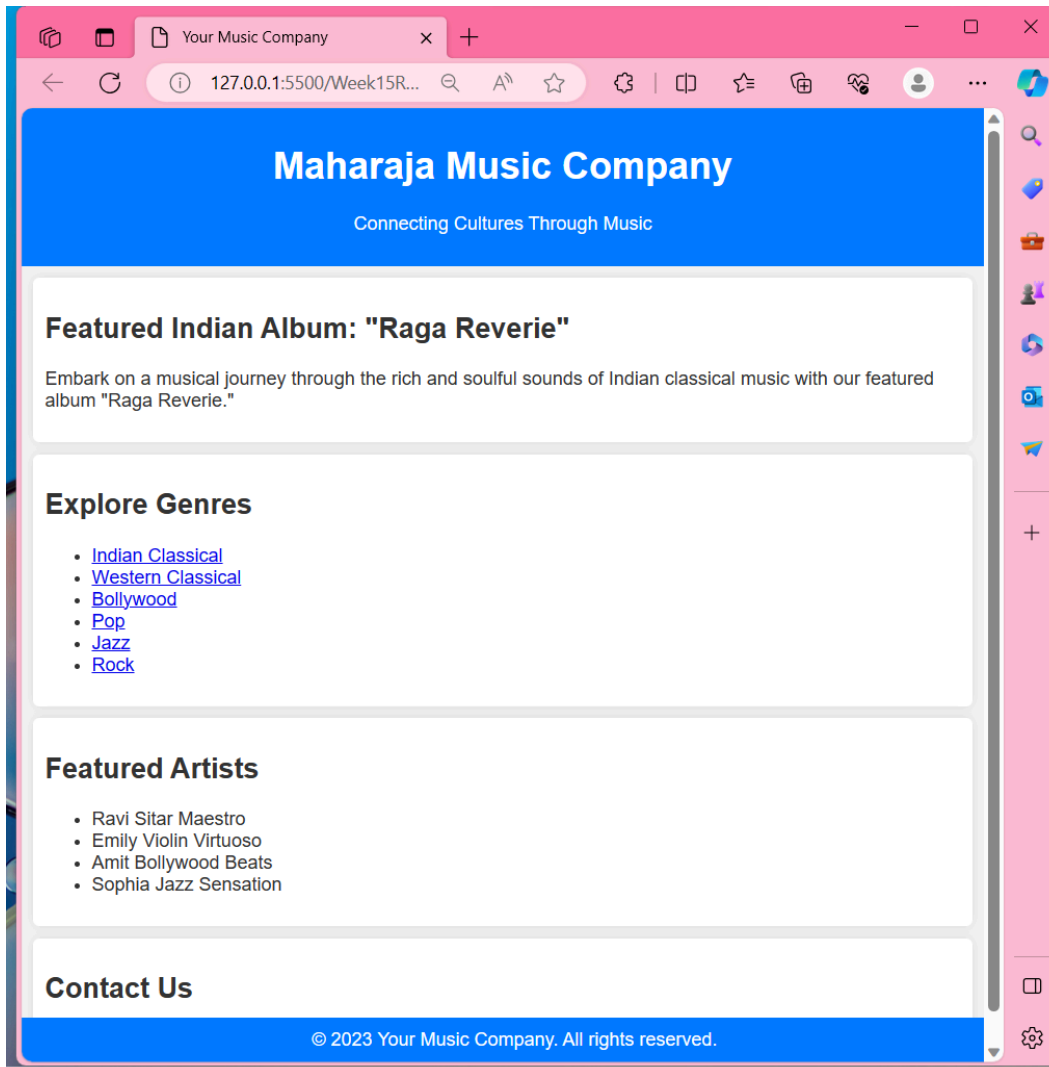 Your Music Company
127.0.0.1:5500/Week15R...
Maharaja Music Company
Connecting Cultures Through Music
Featured Indian Album: "Raga Reverie"
Embark on a musical journey through the rich and soulful sounds of Indian classical music with our featured
album "Raga Reverie."
Explore Genres
• Indian Classical
• Western Classical
• Bollywood
• Pop
• Jazz
• Rock
Featured Artists
• Ravi Sitar Maestro
• Emily Violin Virtuoso
• Amit Bollywood Beats
• Sophia Jazz Sensation
Contact Us
© 2023 Your Music Company. All rights reserved.